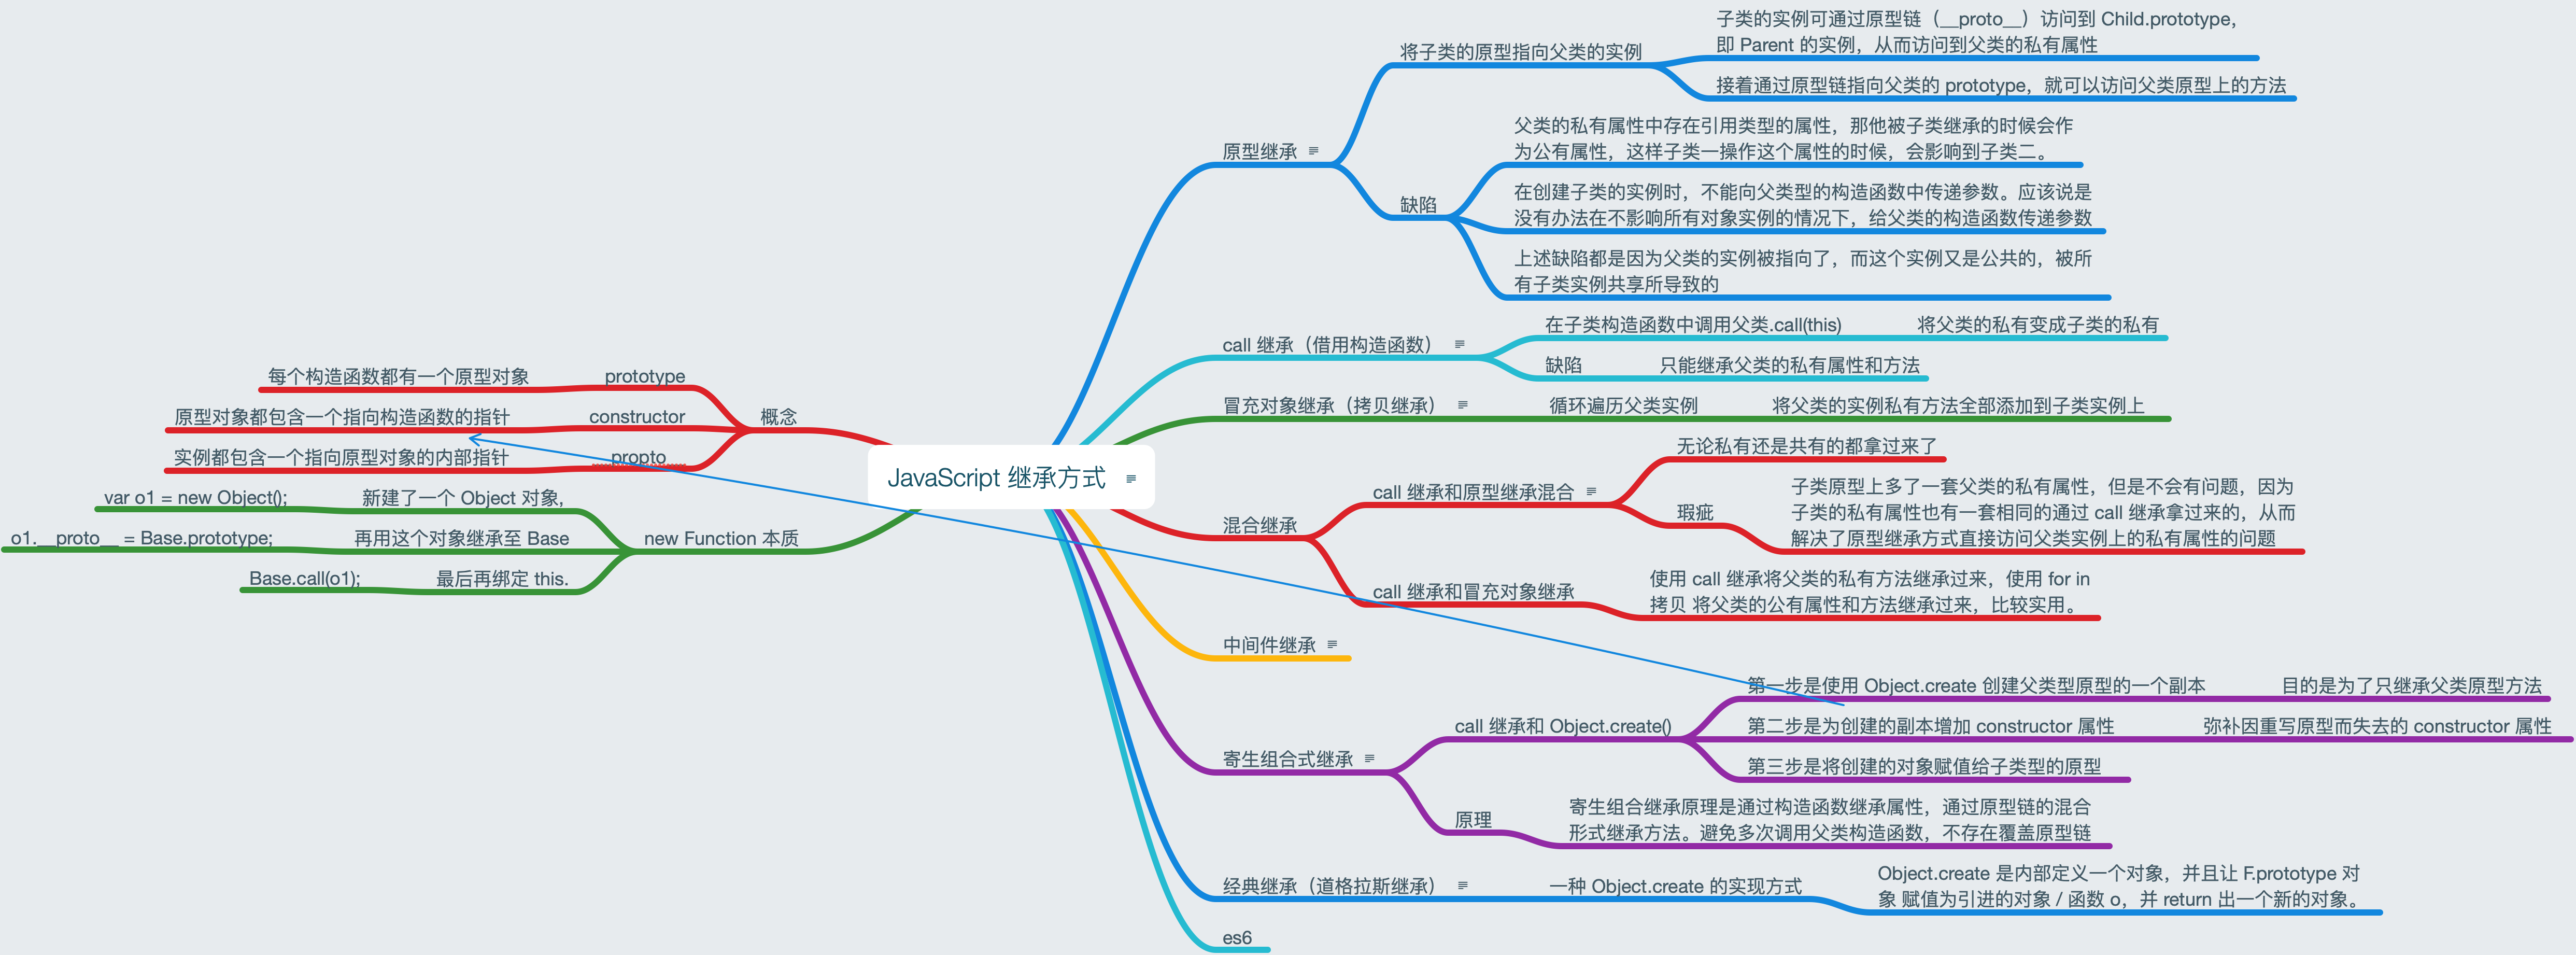 JavaScript 继承方式
概念
prototype
每个构造函数都有一个原型对象
constructor
原型对象都包含一个指向构造函数的指针
propto
实例都包含一个指向原型对象的内部指针
new Function 本质
新建了一个 Object 对象,
var o1 = new Object();
再用这个对象继承至 Base
o1.__proto__ = Base.prototype;
最后再绑定 this.
Base.call(o1);
原型继承
将子类的原型指向父类的实例
子类的实例可通过原型链（__proto__）访问到 Child.prototype，
即 Parent 的实例，从而访问到父类的私有属性
接着通过原型链指向父类的 prototype，就可以访问父类原型上的方法
缺陷
父类的私有属性中存在引用类型的属性，那他被子类继承的时候会作
为公有属性，这样子类一操作这个属性的时候，会影响到子类二。
在创建子类的实例时，不能向父类型的构造函数中传递参数。应该说是
没有办法在不影响所有对象实例的情况下，给父类的构造函数传递参数
上述缺陷都是因为父类的实例被指向了，而这个实例又是公共的，被所
有子类实例共享所导致的
call 继承（借用构造函数）
在子类构造函数中调用父类.call(this)
将父类的私有变成子类的私有
缺陷
只能继承父类的私有属性和方法
冒充对象继承（拷贝继承）
循环遍历父类实例
将父类的实例私有方法全部添加到子类实例上
混合继承
call 继承和原型继承混合
无论私有还是共有的都拿过来了
瑕疵
子类原型上多了一套父类的私有属性，但是不会有问题，因为
子类的私有属性也有一套相同的通过 call 继承拿过来的，从而
解决了原型继承方式直接访问父类实例上的私有属性的问题
call 继承和冒充对象继承
使用 call 继承将父类的私有方法继承过来，使用 for in
拷贝 将父类的公有属性和方法继承过来，比较实用。
中间件继承
寄生组合式继承
call 继承和 Object.create()
第一步是使用 Object.create 创建父类型原型的一个副本
目的是为了只继承父类原型方法
第二步是为创建的副本增加 constructor 属性
弥补因重写原型而失去的 constructor 属性
第三步是将创建的对象赋值给子类型的原型
原理
寄生组合继承原理是通过构造函数继承属性，通过原型链的混合
形式继承方法。避免多次调用父类构造函数，不存在覆盖原型链
经典继承（道格拉斯继承）
一种 Object.create 的实现方式
Object.create 是内部定义一个对象，并且让 F.prototype 对
象 赋值为引进的对象 / 函数 o，并 return 出一个新的对象。
es6